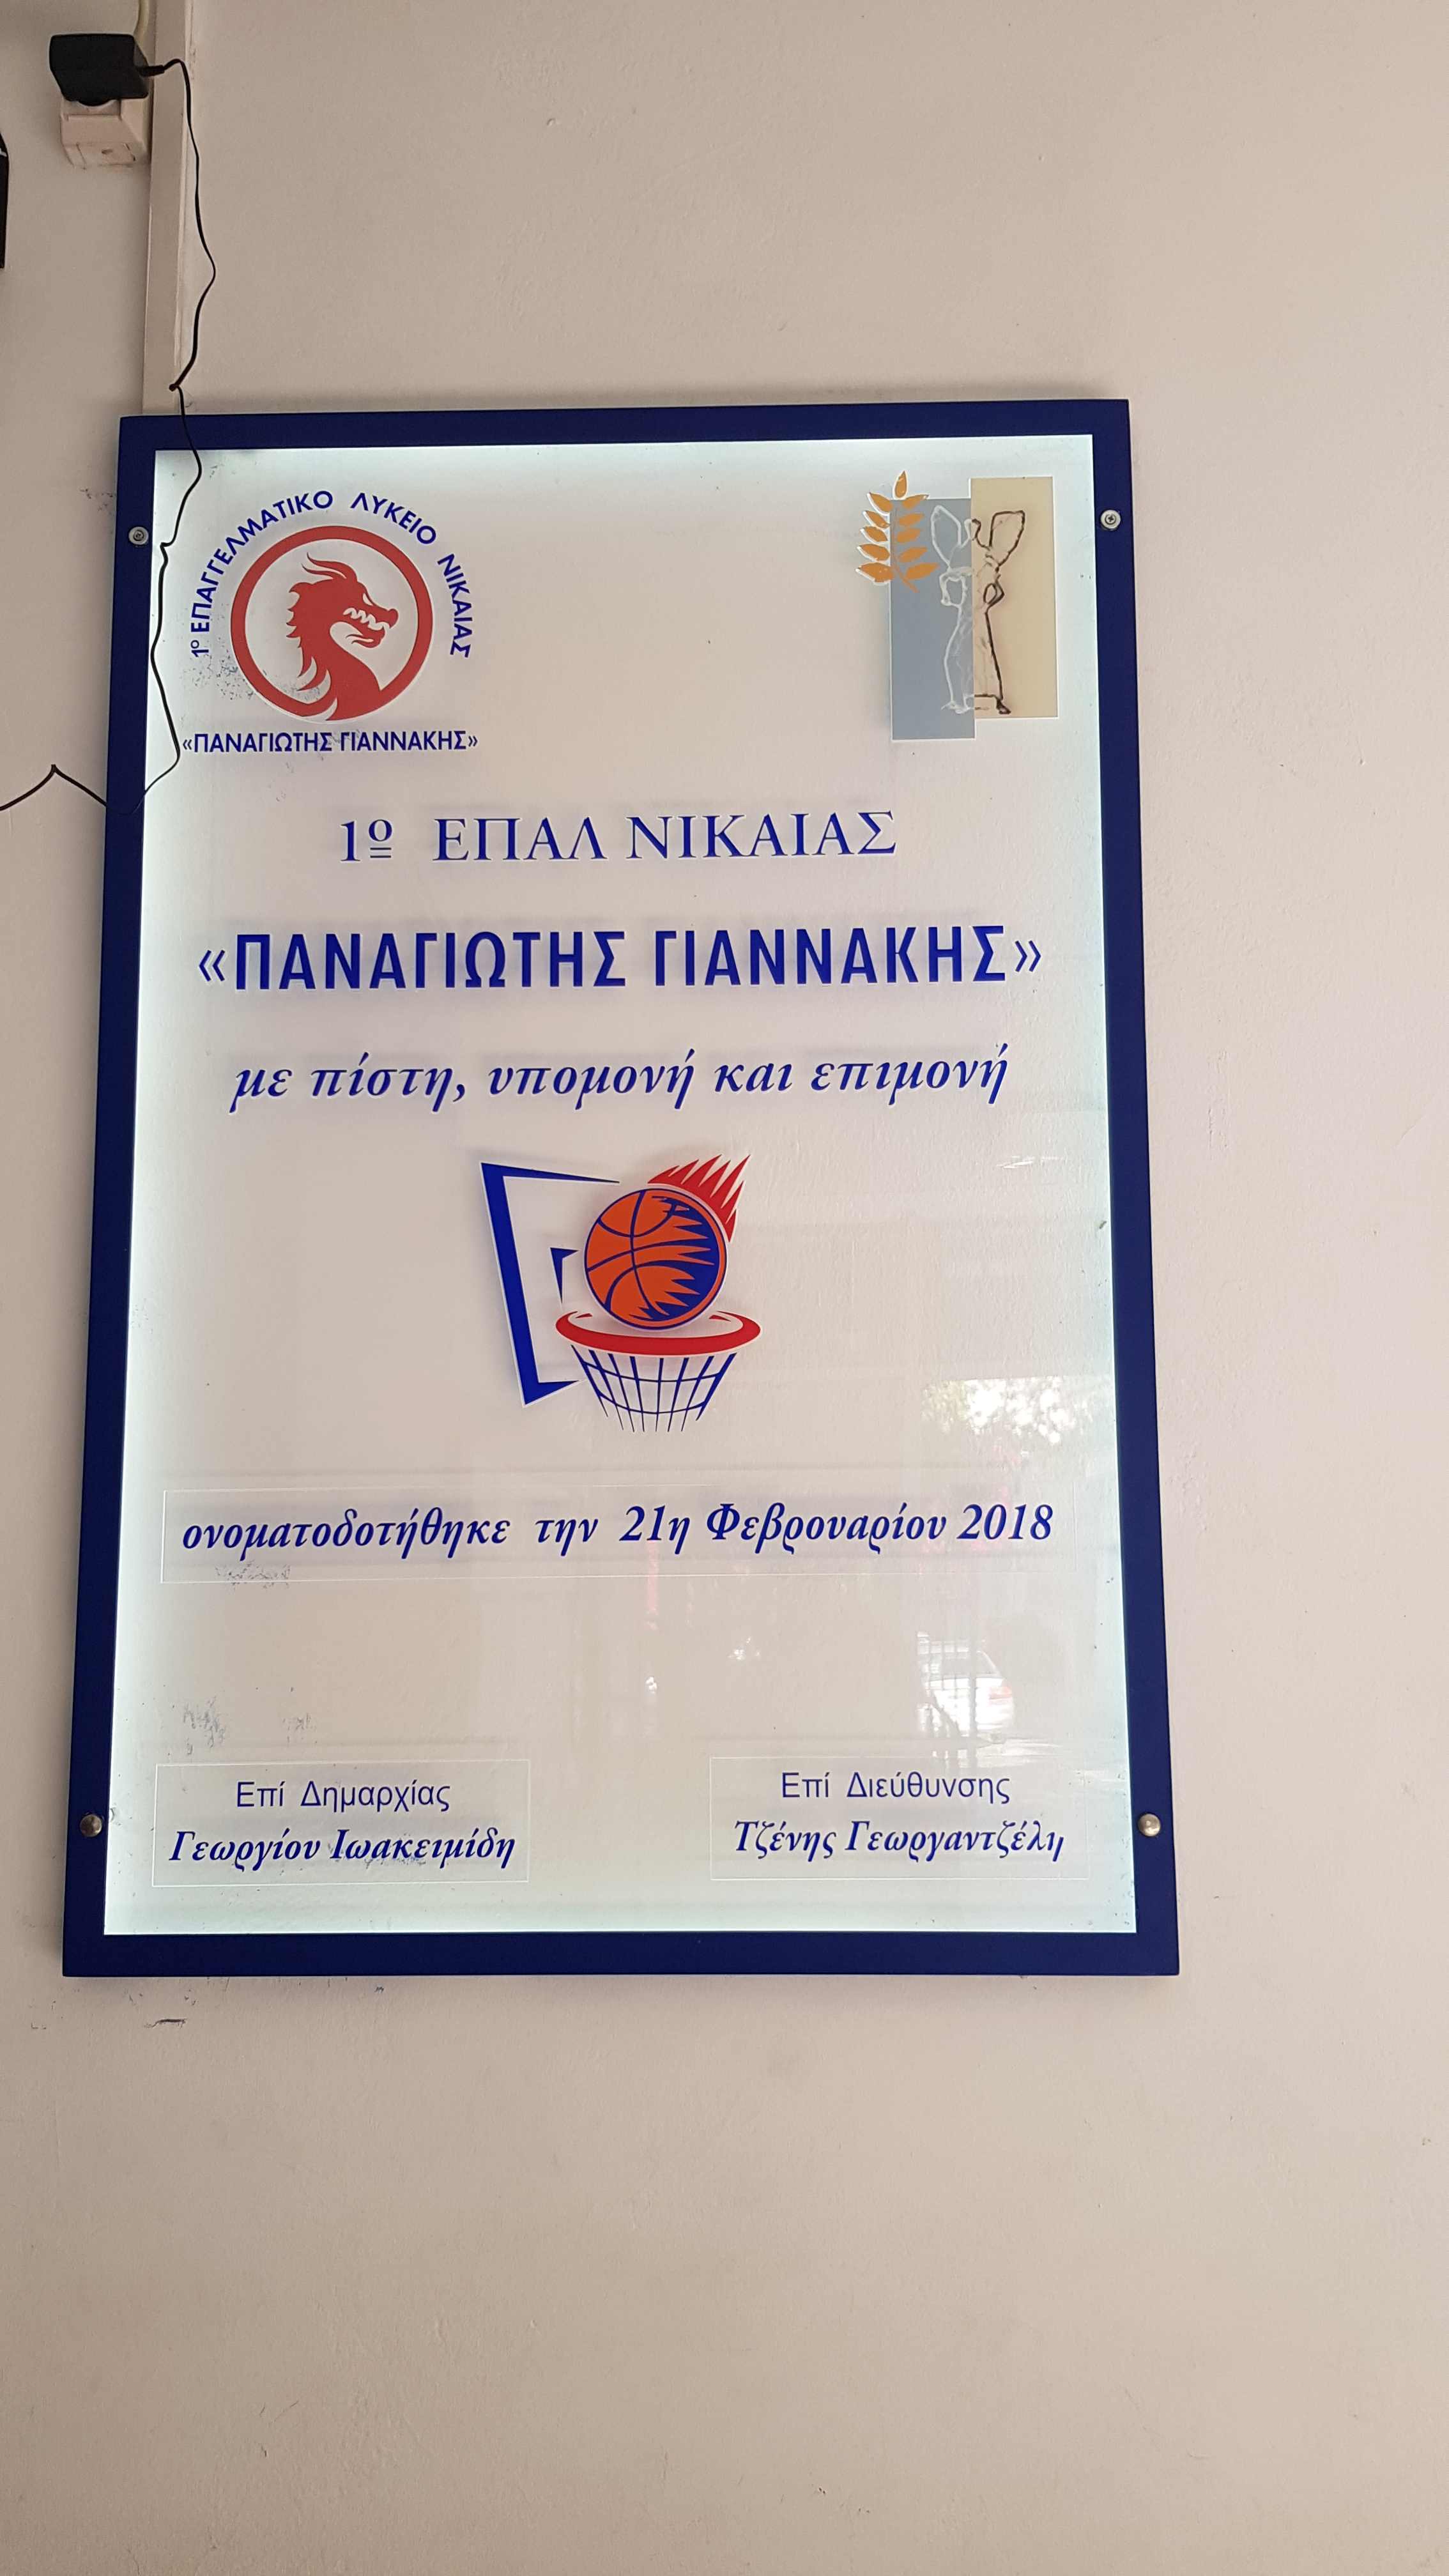 1ο ΕΠΑΓΓΕΛΜΑΤΙΚΟ ΛΥΚΕΙΟ ΝΙΚΑΙΑΣ
«ΠΑΝΑΓΙΩΤΗΣ ΓΙΑΝΝΑΚΗΣ»
1ο ΕΠΑΛ ΝΙΚΑΙΑΣ
«ΠΑΝΑΓΙΩΤΗΣ ΓΙΑΝΝΑΚΗΣ»
με πίστη, υπομονή και επιμονή
ονοματοδοτήθηκε την 21η Φεβρουαρίου 2018
Επί Δημαρχίας
Γεωργίου Ιωακειμίδη
Επί Διεύθυνσης
Τζένης Γεωργαντζέλη